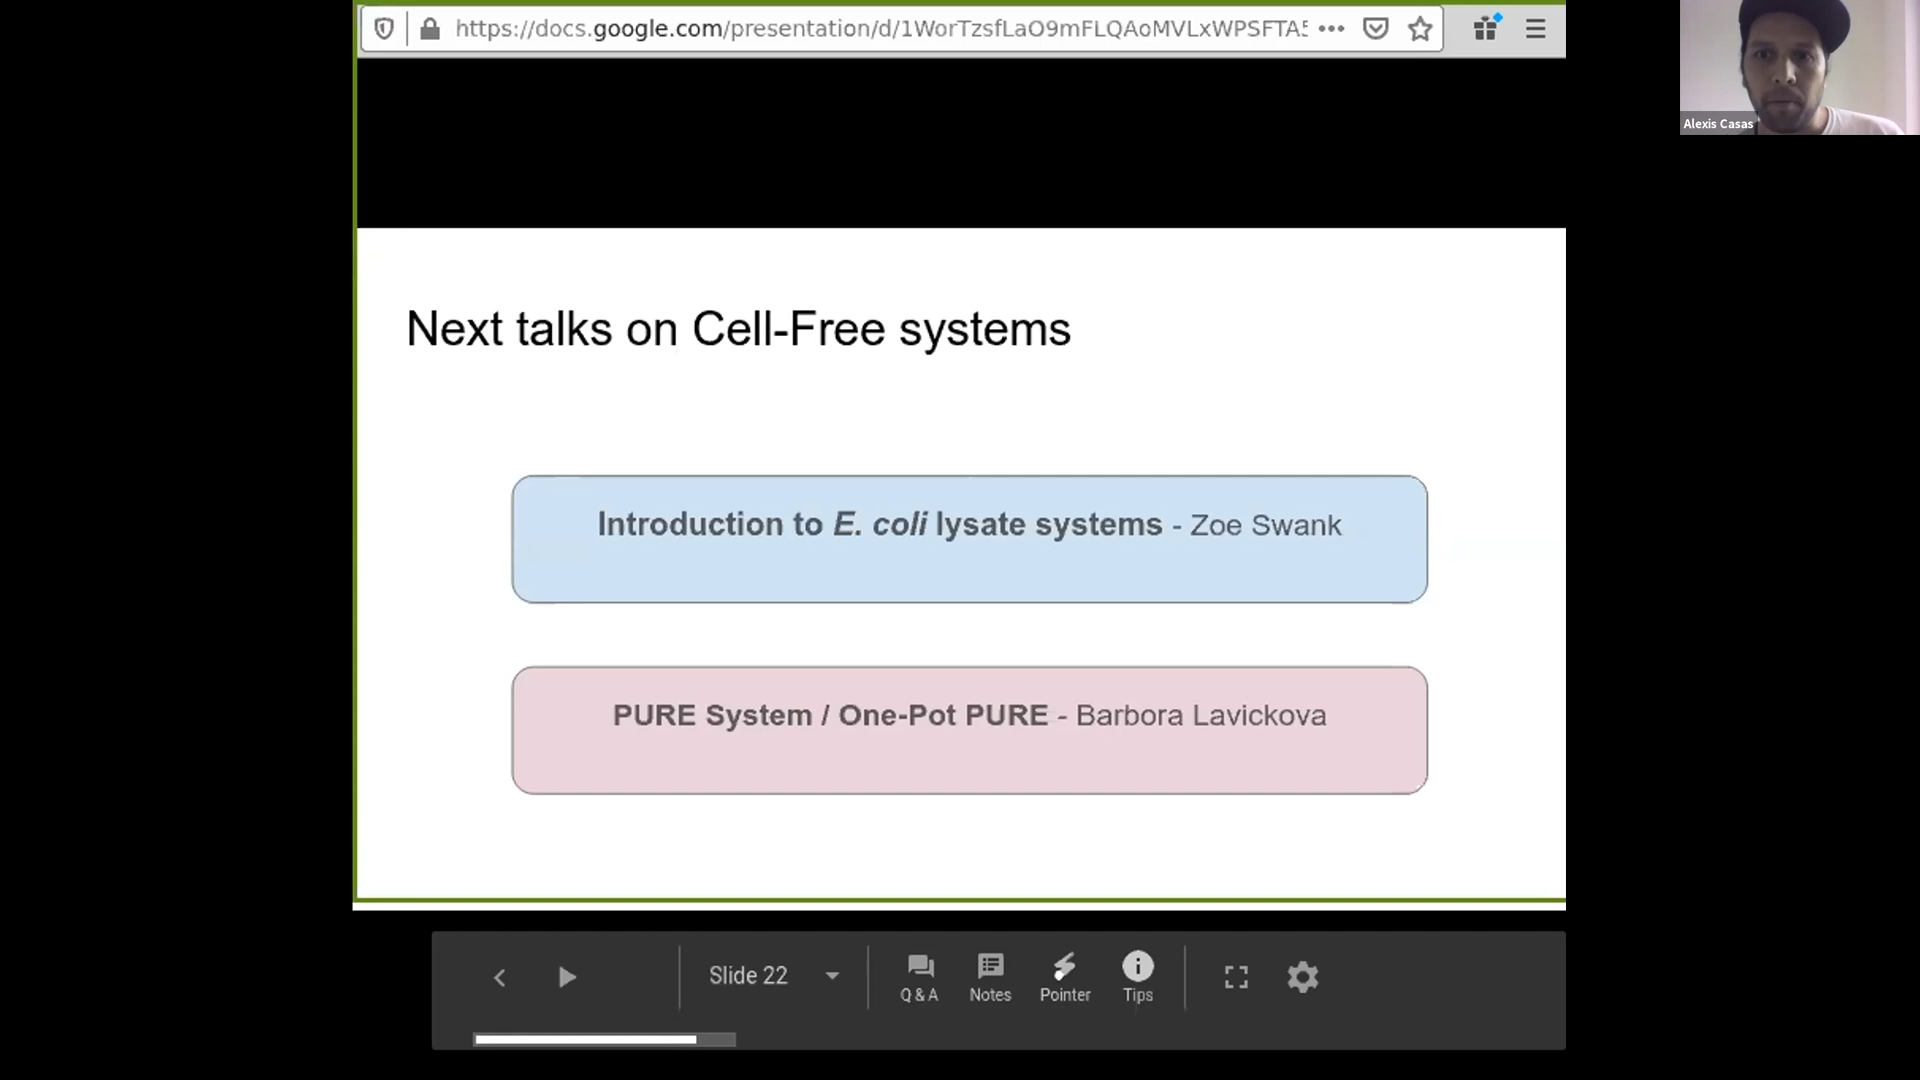 https://docs.google.com/presentation/d/1WorTzsfLaO9mFLQAoMVLxWPSFTA5
Alexis Casas
Next talks on Cell-Free systems
Introduction to E. coli lysate systems - Zoe Swank
PURE System / One-Pot PURE - Barbora Lavickova
Slide 22
Q & A
Notes
Pointer
Tips